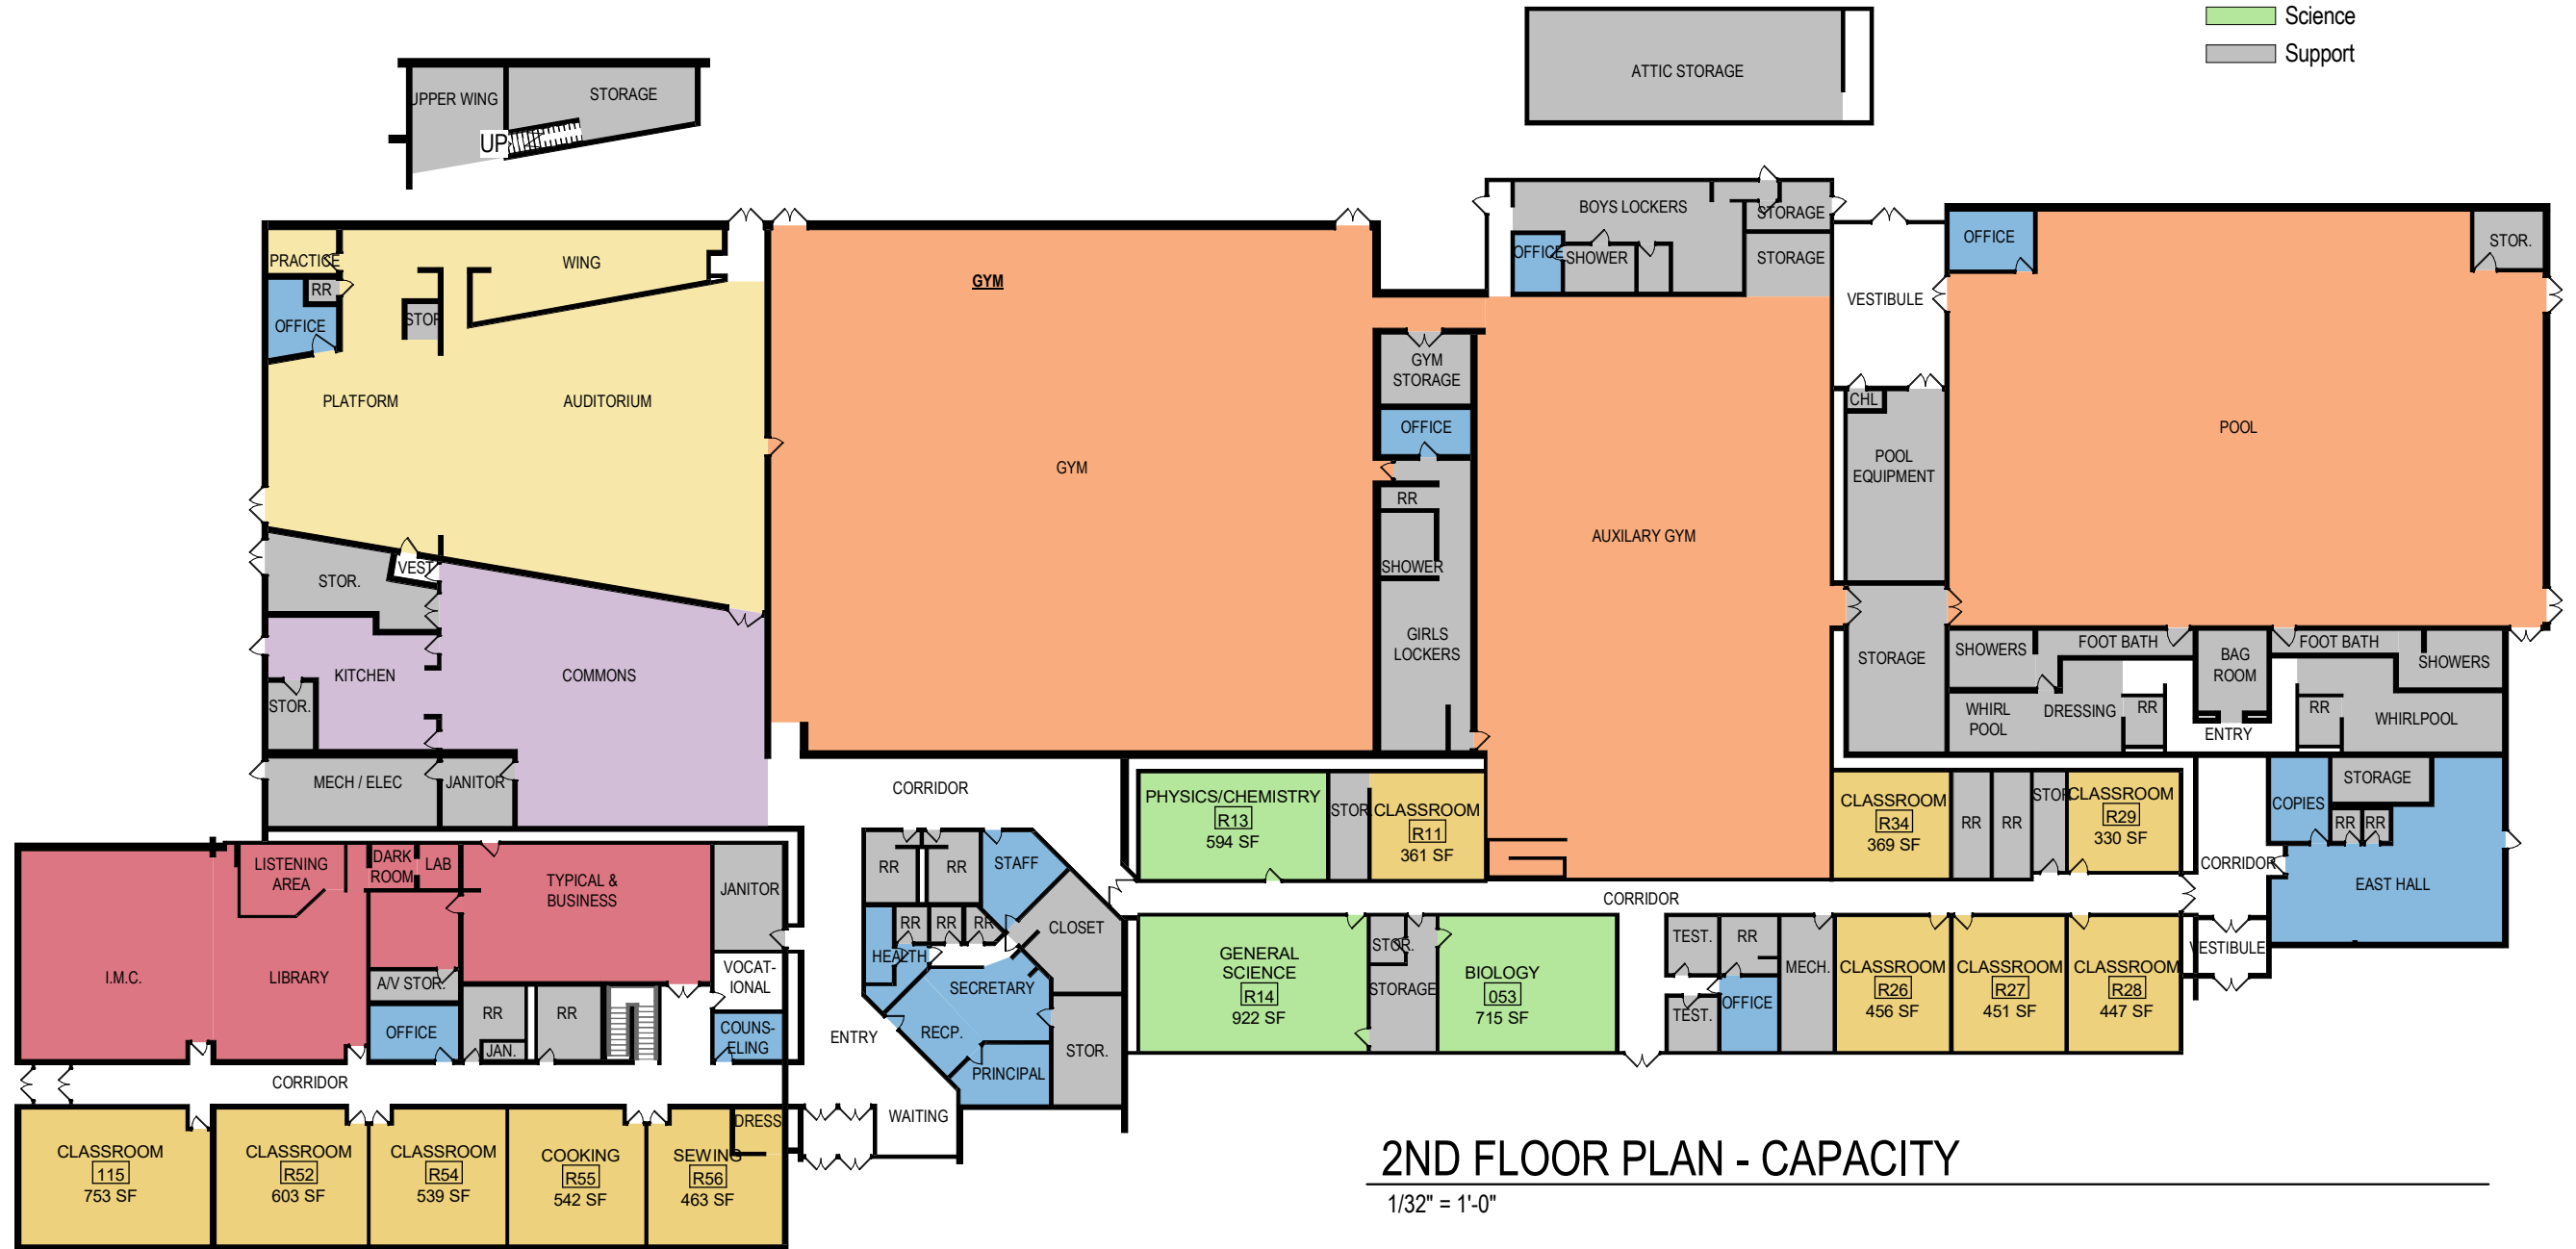 Science
Support
ATTIC STORAGE
UPPER WING
STORAGE
UP
BOYS LOCKERS
STORAGE
OFFICE
SHOWER
STORAGE
OFFICE
STOR.
PRACTICE
WING
RR
OFFICE
STOR
GYM
VESTIBULE
PLATFORM
AUDITORIUM
GYM
STORAGE
CHL
OFFICE
POOL
GYM
POOL
EQUIPMENT
RR
AUXILARY GYM
VEST
STOR.
SHOWER
GIRLS
LOCKERS
STORAGE
SHOWERS
FOOT BATH
BAG
ROOM
FOOT BATH
SHOWERS
KITCHEN
COMMONS
STOR.
WHIRL
POOL
DRESSING
RR
ENTRY
RR
WHIRLPOOL
MECH / ELEC
JANITOR
CORRIDOR
PHYSICS/CHEMISTRY
R13
594 SF
STOR
CLASSROOM
R11
361 SF
CLASSROOM
R34
369 SF
RR
RR
STOR
CLASSROOM
R29
330 SF
COPIES
STORAGE
RR
RR
CORRIDOR
EAST HALL
LISTENING
AREA
DARK
ROOM
LAB
TYPICAL &
BUSINESS
JANITOR
RR
RR
STAFF
CORRIDOR
CLOSET
RR
RR
RR
HEALTH
I.M.C.
LIBRARY
A/V STOR.
VOCAT-
IONAL
SECRETARY
GENERAL
SCIENCE
R14
922 SF
STOR.
STORAGE
BIOLOGY
053
715 SF
TEST.
RR
MECH.
TEST.
OFFICE
CLASSROOM
R26
456 SF
CLASSROOM
R27
451 SF
CLASSROOM
R28
447 SF
VESTIBULE
OFFICE
RR
JAN.
RR
COUNS-
ELING
ENTRY
RECP.
PRINCIPAL
STOR.
CORRIDOR
WAITING
CLASSROOM
115
753 SF
CLASSROOM
R52
603 SF
CLASSROOM
R54
539 SF
COOKING
R55
542 SF
SEWING
R56
463 SF
DRESS
2ND FLOOR PLAN - CAPACITY
1/32" = 1'-0"